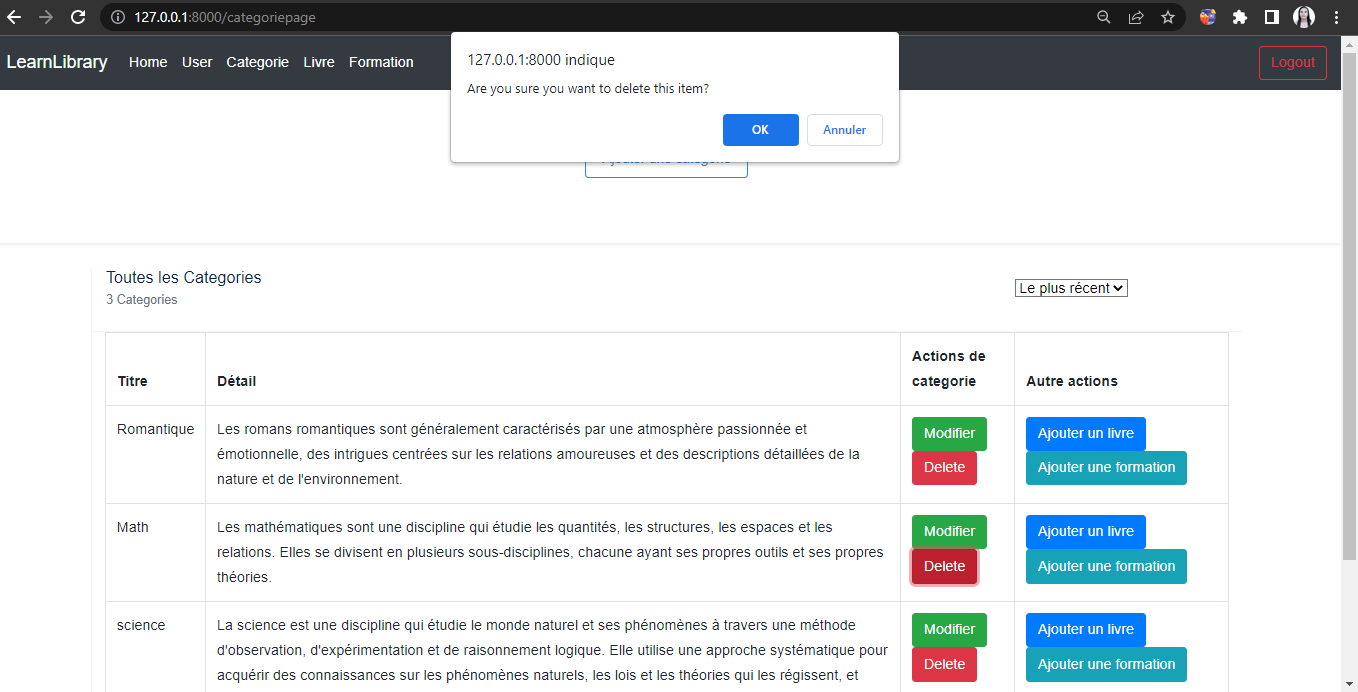 127.0.0.1:8000/categoriepage
LearnLibrary Home User Categorie Livre Formation Logout
127.0.0.1:8000 indique
Are you sure you want to delete this item?
OK Annuler
Toutes les Categories
3 Categories
Le plus récent
Titre Détail Actions de categorie Autre actions
Romantique
Les romans romantiques sont généralement caractérisés par une atmosphère passionnée et
émotionnelle, des intrigues centrées sur les relations amoureuses et des descriptions détaillées de la
nature et de l'environnement.
Modifier
Delete
Ajouter un livre
Ajouter une formation
Math
Les mathématiques sont une discipline qui étudie les quantités, les structures, les espaces et les
relations. Elles se divisent en plusieurs sous-disciplines, chacune ayant ses propres outils et ses propres
théories.
Modifier
Delete
Ajouter un livre
Ajouter une formation
science
La science est une discipline qui étudie le monde naturel et ses phénomènes à travers une méthode
d'observation, d'expérimentation et de raisonnement logique. Elle utilise une approche systématique pour
acquérir des connaissances sur les phénomènes naturels, les lois et les théories qui les régissent, et
Modifier
Delete
Ajouter un livre
Ajouter une formation